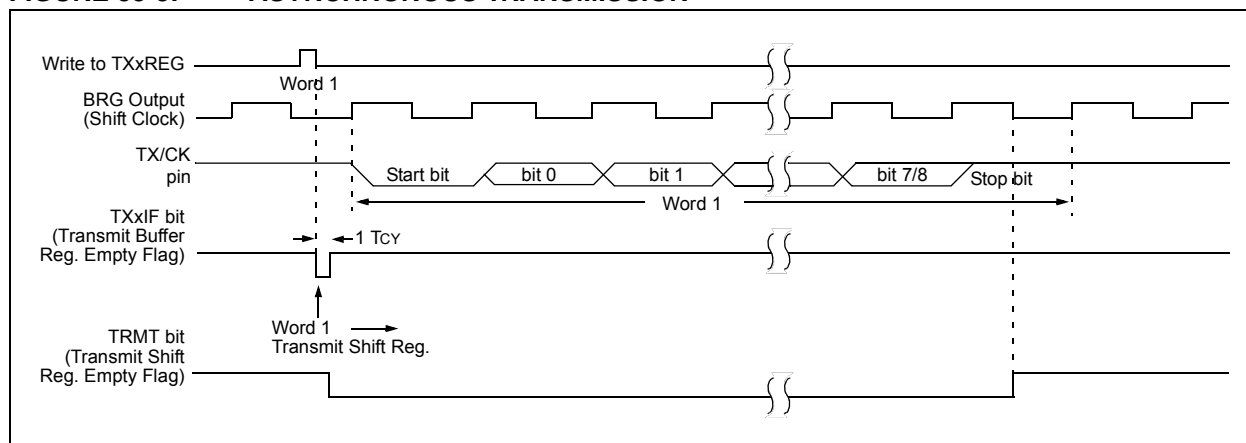 Write to TXxREG
Word 1
BRG Output
(Shift Clock)
TX/CK
pin
Start bit
bit 0
bit 1
bit 7/8
Stop bit
Word 1
TXxIF bit
(Transmit Buffer
Reg. Empty Flag)
1 TCY
Word 1
Transmit Shift Reg.
TRMT bit
(Transmit Shift
Reg. Empty Flag)